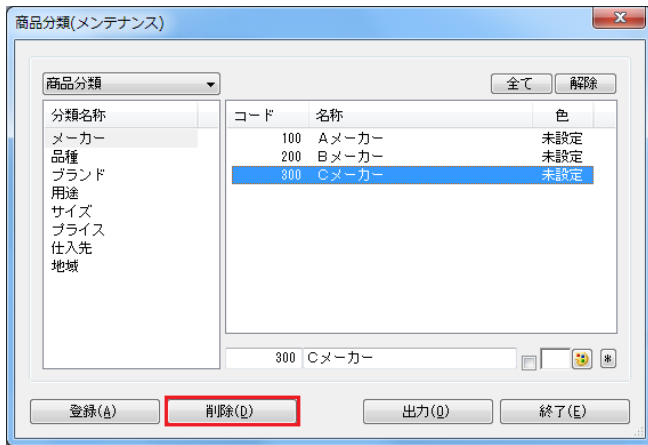 商品分類(メンテナンス)
商品分類 全て 解除
分類名称 コード 名称 色
メーカー
品種
ブランド
用途
サイズ
プライス
仕入先
地域
100 Aメーカー 未設定
200 Bメーカー 未設定
300 Cメーカー 未設定
300 Cメーカー *
登録(A) 削除(D) 出力(O) 終了(E)